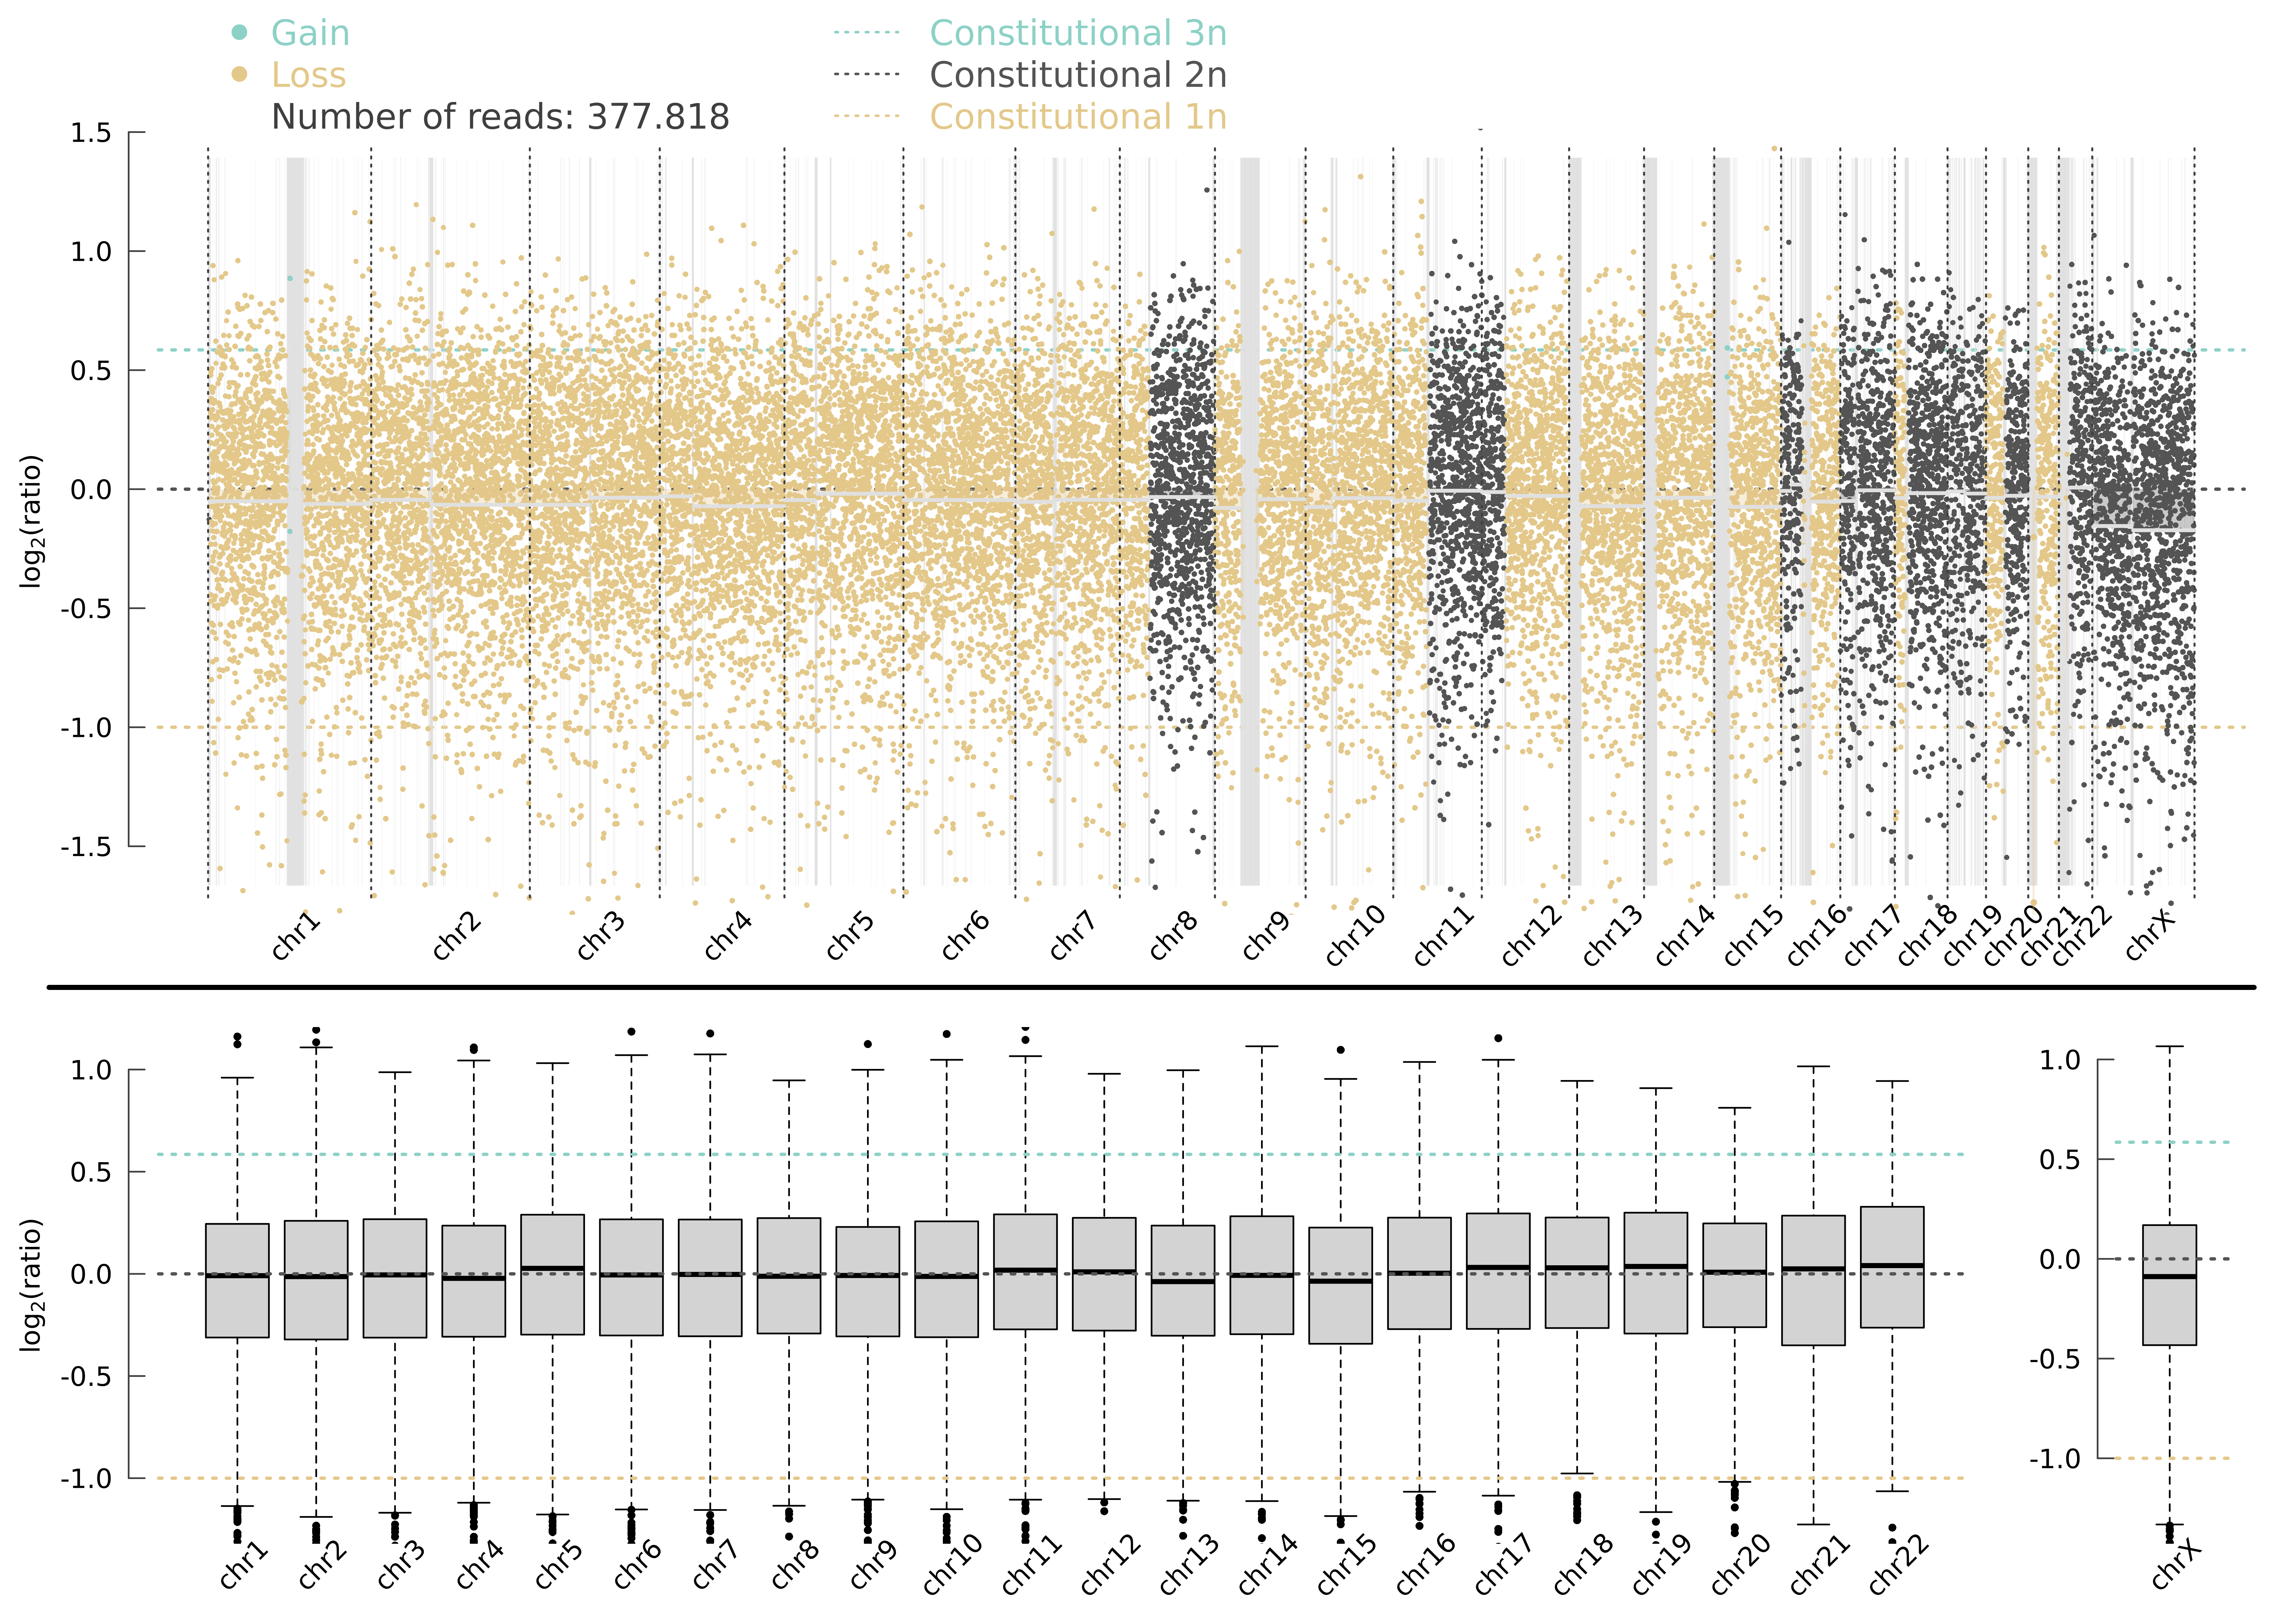 Gain
Loss
Number of reads: 377.818
Constitutional 3n
Constitutional 2n
Constitutional 1n
1.5
1.0
0.5
0.0
-0.5
-1.0
-1.5
log2(ratio)
chr1 chr2 chr3 chr4 chr5 chr6 chr7 chr8 chr9 chr10 chr11 chr12 chr13 chr14 chr15 chr16 chr17 chr18 chr19 chr20 chr21 chr22 chrX
1.0
0.5
0.0
-0.5
-1.0
log2(ratio)
chr1 chr2 chr3 chr4 chr5 chr6 chr7 chr8 chr9 chr10 chr11 chr12 chr13 chr14 chr15 chr16 chr17 chr18 chr19 chr20 chr21 chr22
1.0
0.5
0.0
-0.5
-1.0
chrX